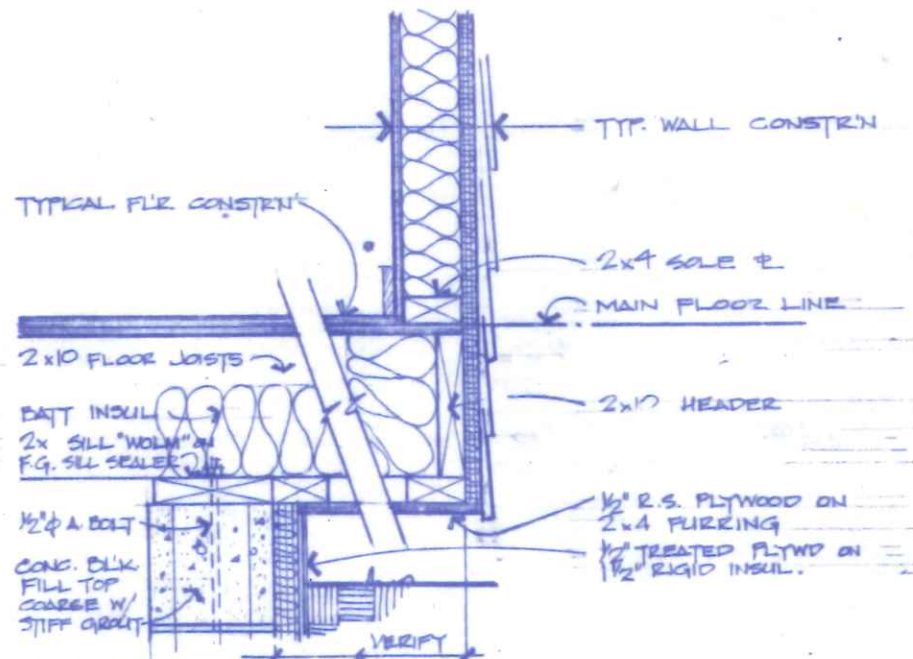 TYP. WALL CONSTR'N
TYPICAL FL'R CONSTRN'
2x4 SOLE ℄
MAIN FLOOR LINE
2x10 FLOOR JOISTS
2x10 HEADER
BATT INSUL
2x SILL "WOLM" ON
F.G. SILL SEALER
½"ϕ A. BOLT
CONC. BLK
FILL TOP
COARSE W/
STIFF GROUT
½" R.S. PLYWOOD ON
2x4 FURRING
½" TREATED PLYWD ON
1½" RIGID INSUL.
VERIFY